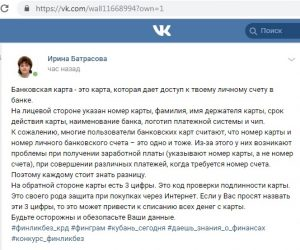 https://vk.com/wall11668994?own=1
Ирина Батрасова
час назад
Банковская карта - это карта, которая дает доступ к твоему личному счету в
банке.
На лицевой стороне указан номер карты, фамилия, имя держателя карты, срок
действия карты, наименование банка, логотип платежной системы и чип.
К сожалению, многие пользователи банковских карт считают, что номер карты и
номер личного банковского счета – это одно и тоже. Из-за этого у них возникают
проблемы при получении заработной платы (указывают номер карты, а не номер
счета), при совершении различных платежей, когда требуется номер счета.
Поэтому каждому стоит знать разницу.
На обратной стороне карты есть 3 цифры. Это код проверки подлинности карты.
Это своего рода защита при покупках через Интернет. Если у Вас просят назвать
эти 3 цифры, то это может привести к списанию всех денег с карты.
Будьте осторожны и обезопасьте Ваши данные.
#финликбез_крд #финграм #кубань_сегодня #даешь_знания_о_финансах
#конкурс_финликбез